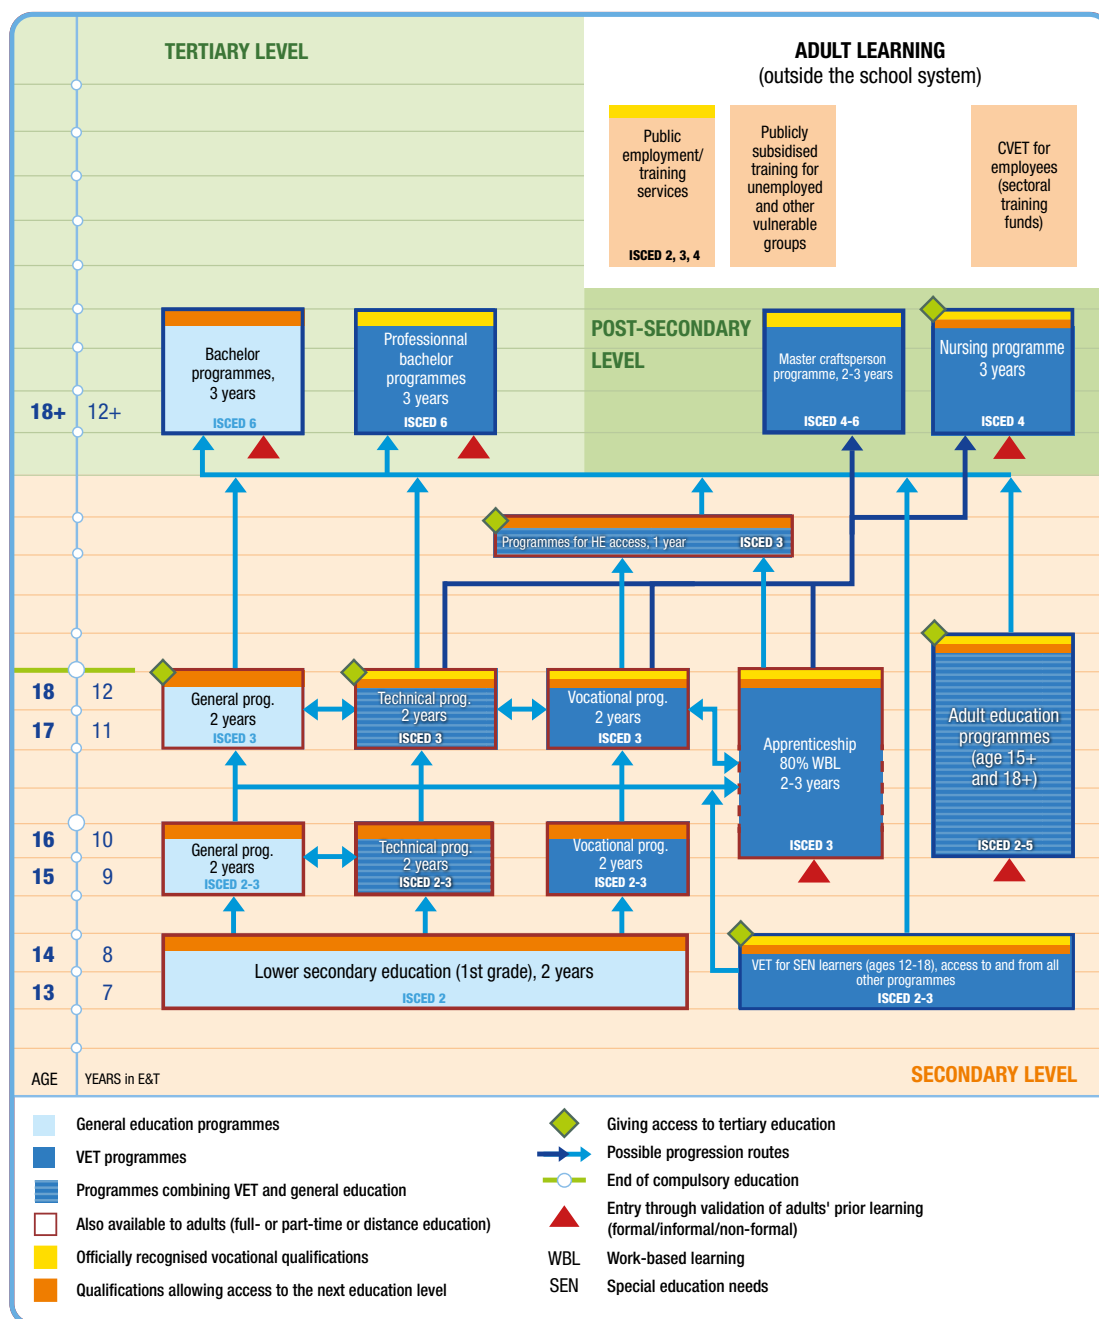 TERTIARY LEVEL
ADULT LEARNING
(outside the school system)
Public
employment/
training
services
ISCED 2, 3, 4
Publicly
subsidised
training for
unemployed
and other
vulnerable
groups
CVET for
employees
(sectoral
training
funds)
POST-SECONDARY
LEVEL
Bachelor
programmes,
3 years
ISCED 6
Professionnal
bachelor
programmes
3 years
ISCED 6
Master craftsperson
programme, 2-3 years
ISCED 4-6
Nursing programme
3 years
ISCED 4
18+ 12+
Programmes for HE access, 1 year ISCED 3
18 12
17 11
General prog.
2 years
ISCED 3
Technical prog.
2 years
ISCED 3
Vocational prog.
2 years
ISCED 3
Apprenticeship
80% WBL
2-3 years
ISCED 3
Adult education
programmes
(age 15+
and 18+)
ISCED 2-5
16 10
15 9
General prog.
2 years
ISCED 2-3
Technical prog.
2 years
ISCED 2-3
Vocational prog.
2 years
ISCED 2-3
14 8
13 7
Lower secondary education (1st grade), 2 years
ISCED 2
VET for SEN learners (ages 12-18), access to and from all
other programmes
ISCED 2-3
AGE YEARS in E&T
SECONDARY LEVEL
General education programmes
VET programmes
Programmes combining VET and general education
Also available to adults (full- or part-time or distance education)
Officially recognised vocational qualifications
Qualifications allowing access to the next education level
Giving access to tertiary education
Possible progression routes
End of compulsory education
Entry through validation of adults' prior learning
(formal/informal/non-formal)
WBL Work-based learning
SEN Special education needs